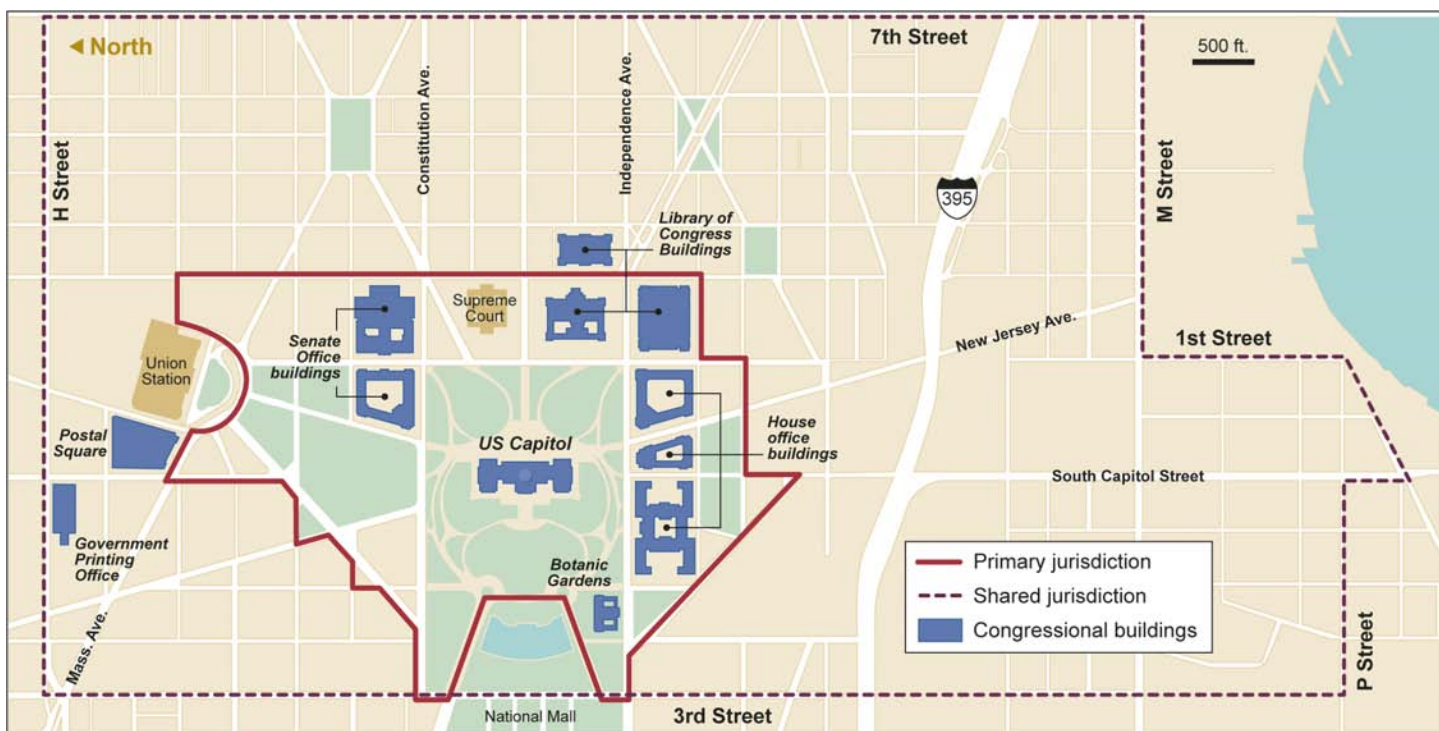 North
7th Street
500 ft.
H Street
Constitution Ave.
Independence Ave.
M Street
395
Library of
Congress
Buildings
Supreme
Court
Senate
Office
buildings
Union
Station
New Jersey Ave.
1st Street
Postal
Square
US Capitol
House
office
buildings
South Capitol Street
Government
Printing
Office
Botanic
Gardens
Primary jurisdiction
Shared jurisdiction
Congressional buildings
Mass. Ave.
P Street
National Mall
3rd Street